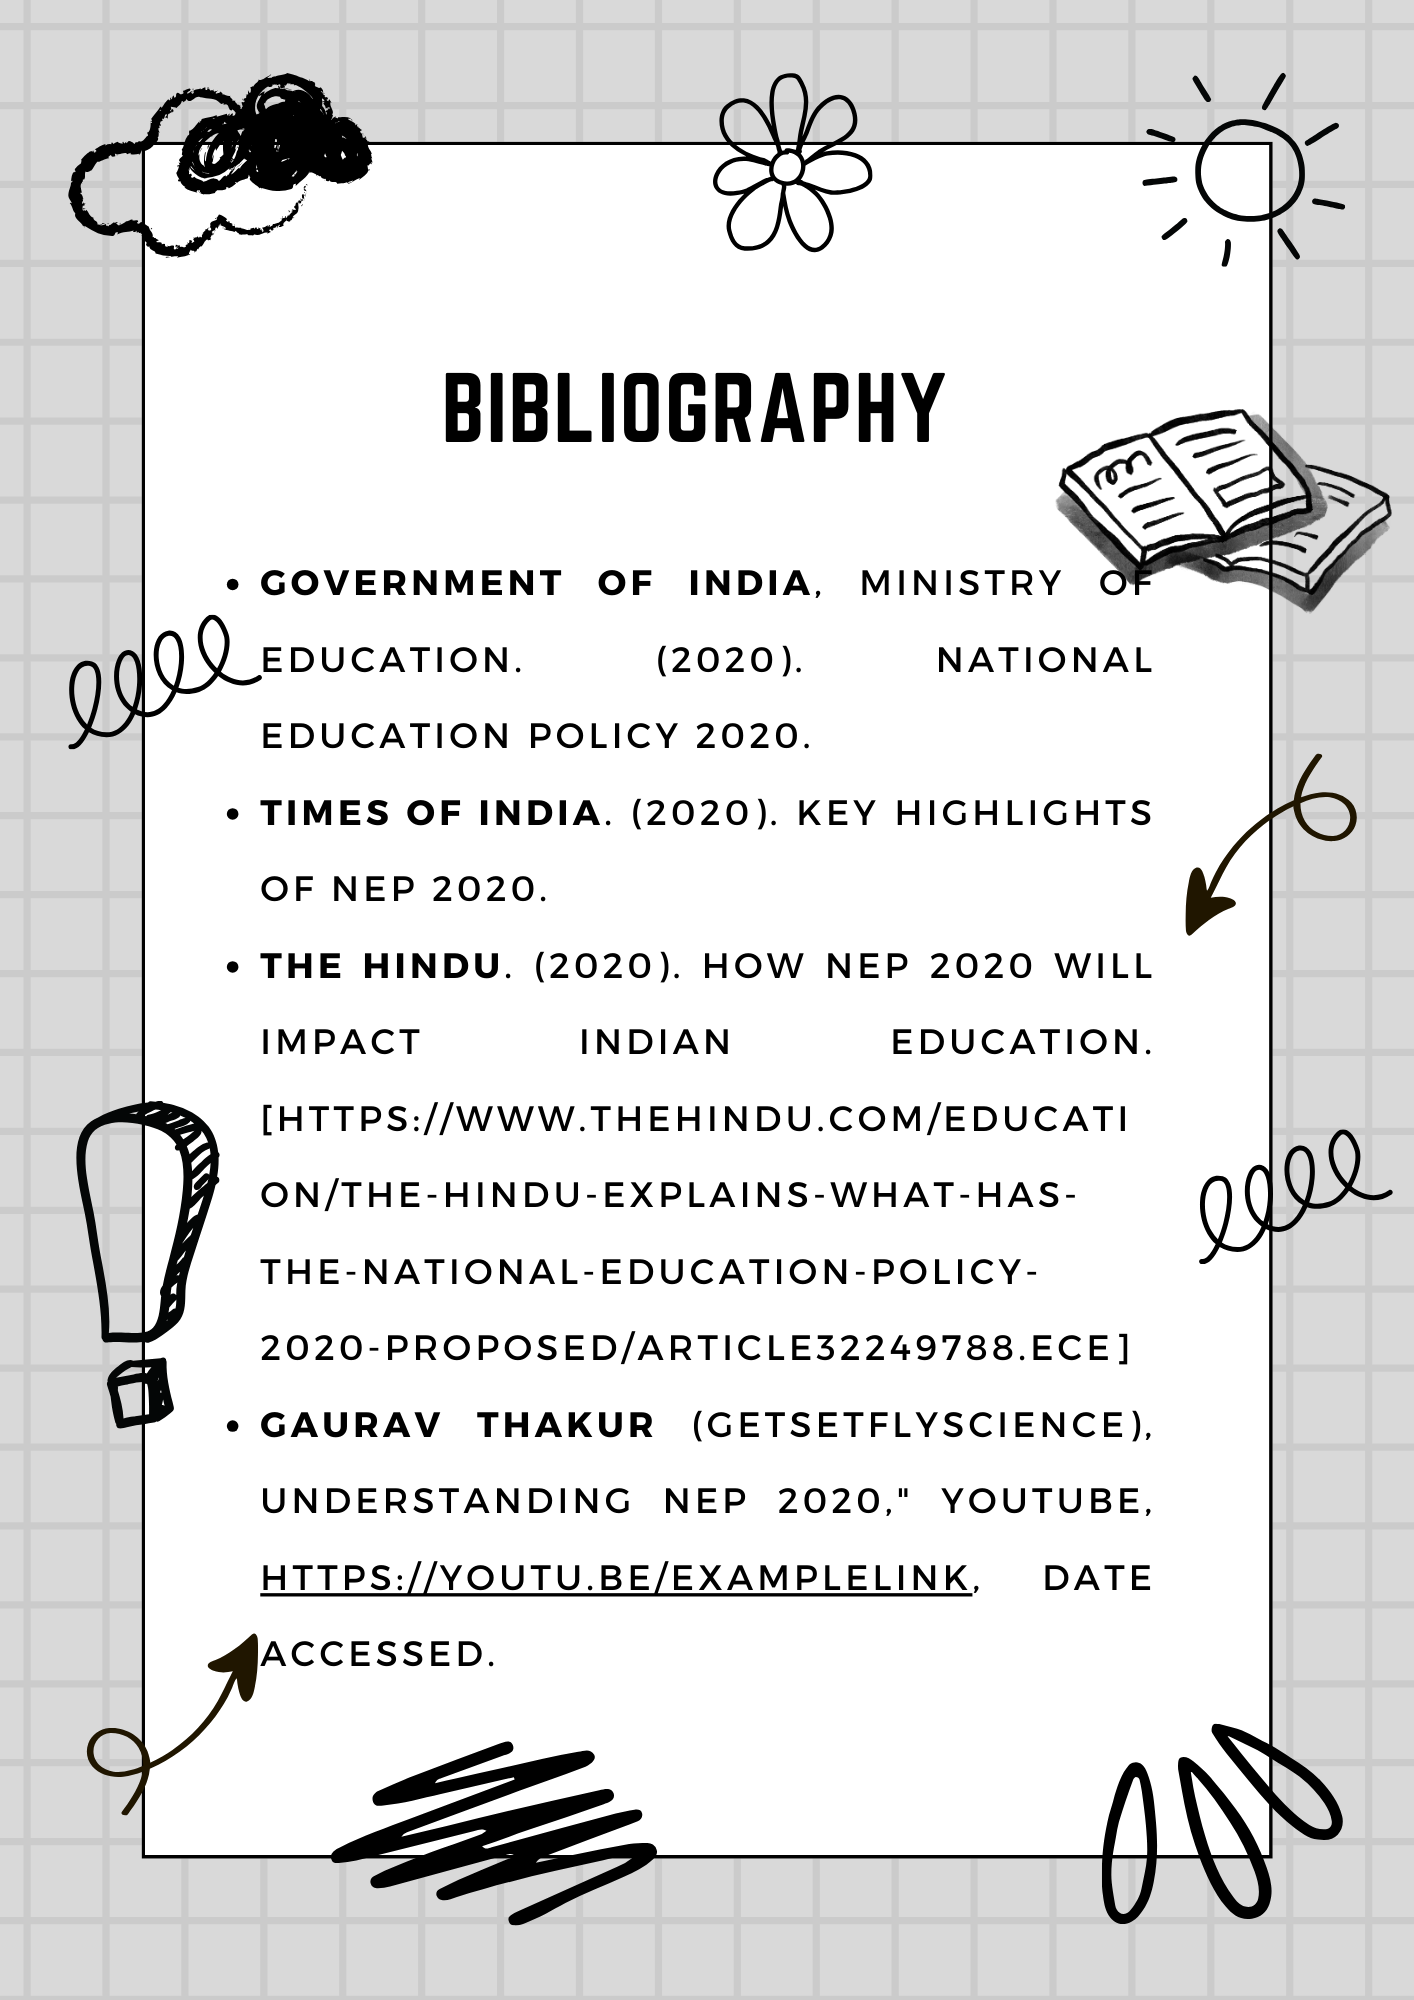 BIBLIOGRAPHY
• GOVERNMENT OF INDIA, MINISTRY OF
EDUCATION. (2020). NATIONAL
EDUCATION POLICY 2020.
• TIMES OF INDIA. (2020). KEY HIGHLIGHTS
OF NEP 2020.
• THE HINDU. (2020). HOW NEP 2020 WILL
IMPACT INDIAN EDUCATION.
[HTTPS://WWW.THEHINDU.COM/EDUCATI
ON/THE-HINDU-EXPLAINS-WHAT-HAS-
THE-NATIONAL-EDUCATION-POLICY-
2020-PROPOSED/ARTICLE32249788.ECE]
• GAURAV THAKUR (GETSETFLYSCIENCE),
UNDERSTANDING NEP 2020," YOUTUBE,
HTTPS://YOUTU.BE/EXAMPLELINK, DATE
ACCESSED.